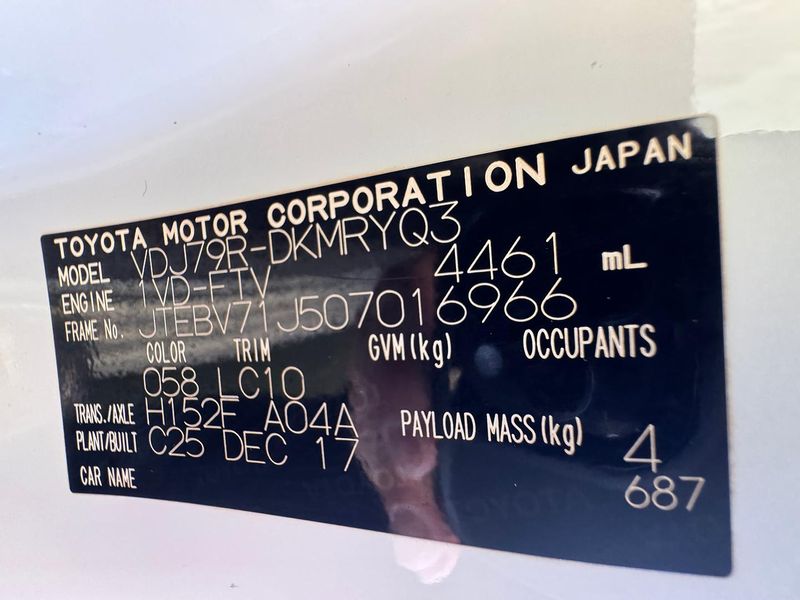 TOYOTA MOTOR CORPORATION JAPAN
MODEL VDJ79R-DKMRYQ3
ENGINE 1VD-FTV 4461 mL
FRAME No. JTEBV71J507016966
COLOR TRIM GVM(kg) OCCUPANTS
058 LC10
TRANS./AXLE H152F A04A PAYLOAD MASS(kg) 4
PLANT/BUILT C25 DEC 17 687
CAR NAME